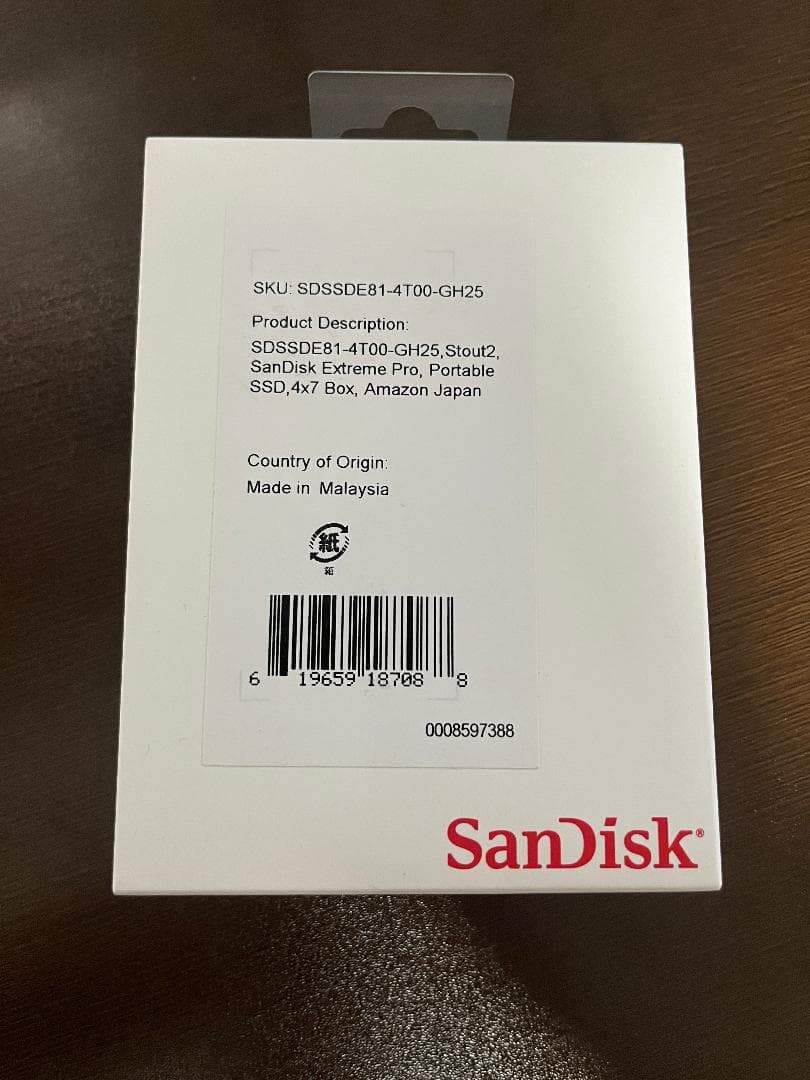 SKU: SDSSDE81-4T00-GH25
Product Description:
SDSSDE81-4T00-GH25,Stout2,
SanDisk Extreme Pro, Portable
SSD,4x7 Box, Amazon Japan
Country of Origin:
Made in Malaysia
紙
箱
6 19659 18708 8
0008597388
SanDisk®